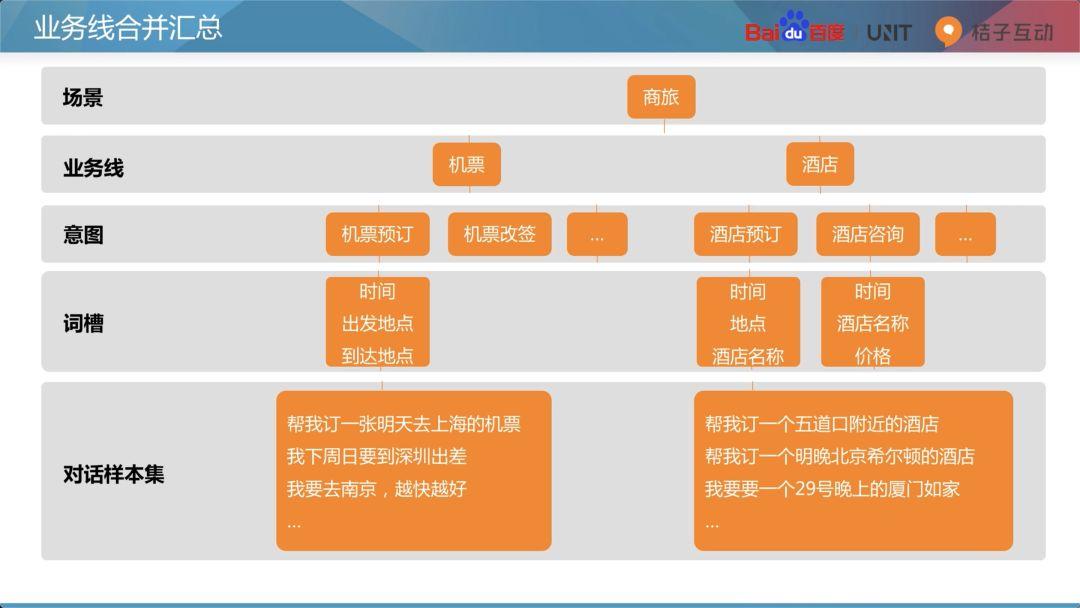 业务线合并汇总
Bai du 百度 UNIT 桔子互动
场景
商旅
业务线
机票 酒店
意图
机票预订 机票改签 ... 酒店预订 酒店咨询 ...
词槽
时间
出发地点
到达地点
时间
地点
酒店名称
时间
酒店名称
价格
对话样本集
帮我订一张明天去上海的机票
我下周日要到深圳出差
我要去南京，越快越好
...
帮我订一个五道口附近的酒店
帮我订一个明晚北京希尔顿的酒店
我要要一个29号晚上的厦门如家
...